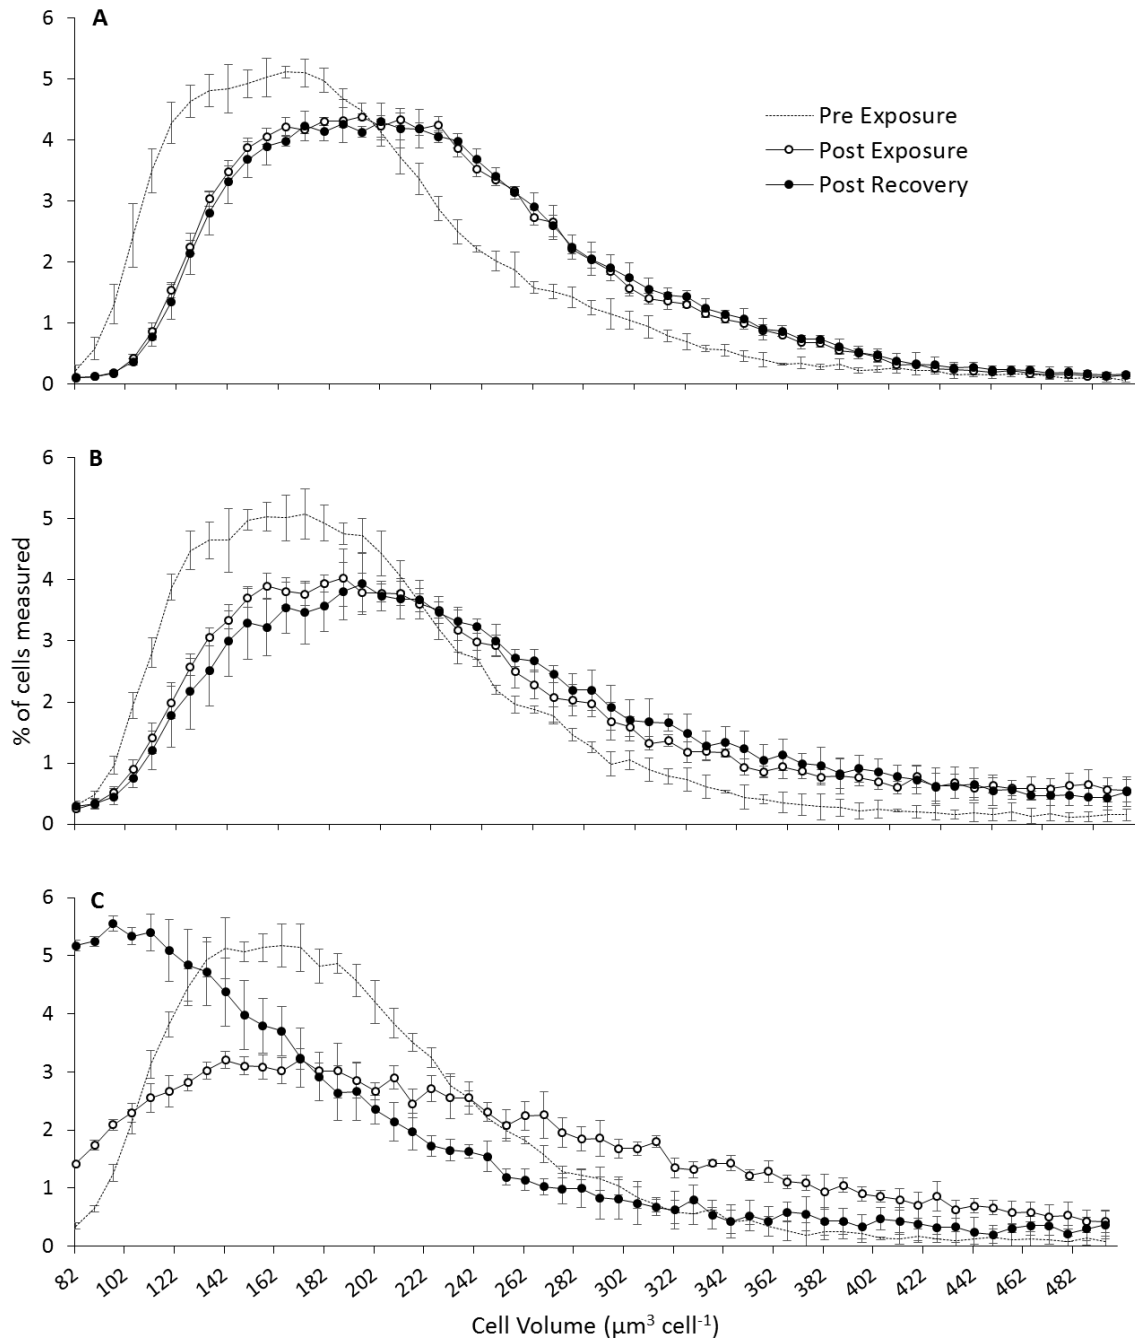 A
6
5
4
3
2
1
0
Pre Exposure
Post Exposure
Post Recovery
B
6
5
4
3
2
1
0
% of cells measured
C
6
5
4
3
2
1
0
82 102 122 142 162 182 202 222 242 262 282 302 322 342 362 382 402 422 442 462 482
Cell Volume (µm³ cell⁻¹)